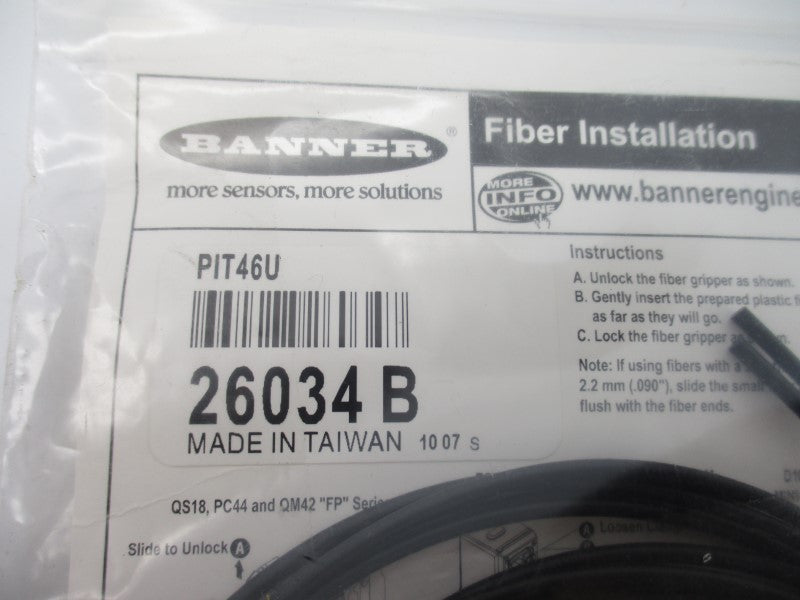 BANNER ®
more sensors, more solutions
Fiber Installation
MORE INFO ONLINE
www.bannerengine
PIT46U
26034 B
MADE IN TAIWAN 10 07 S
Instructions
A. Unlock the fiber gripper as shown.
B. Gently insert the prepared plastic
as far as they will go.
C. Lock the fiber gripper
Note: If using fibers with a
2.2 mm (.090"), slide the
flush with the fiber ends.
QS18, PC44 and QM42 "FP"
Slide to Unlock A
A Loosen